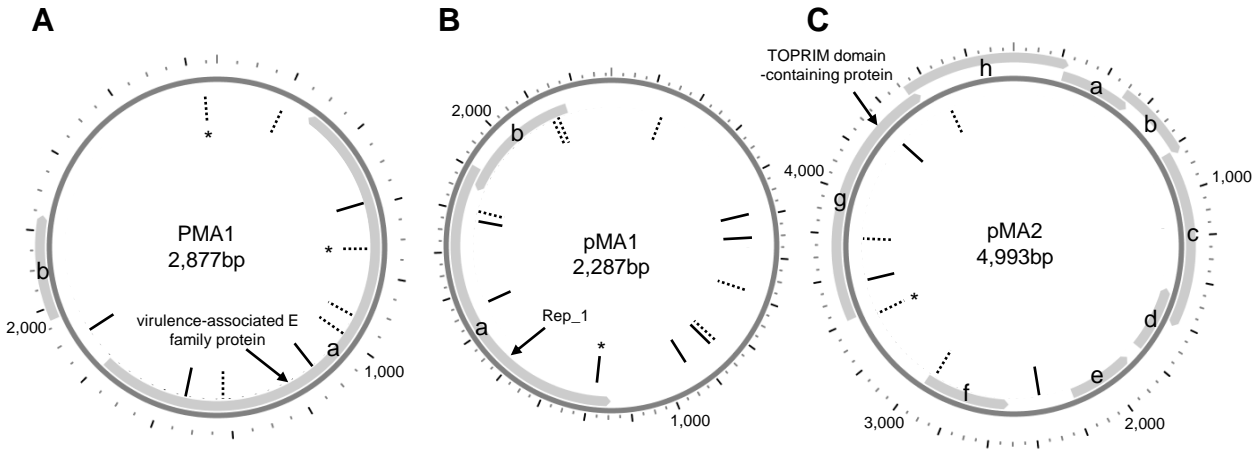 A
PMA1
2,877bp
*
*
virulence-associated E
family protein
a
b
1,000
2,000
B
pMA1
2,287bp
Rep_1
*
a
b
1,000
2,000
C
TOPRIM domain
-containing protein
pMA2
4,993bp
*
a
b
c
d
e
f
g
h
1,000
2,000
3,000
4,000